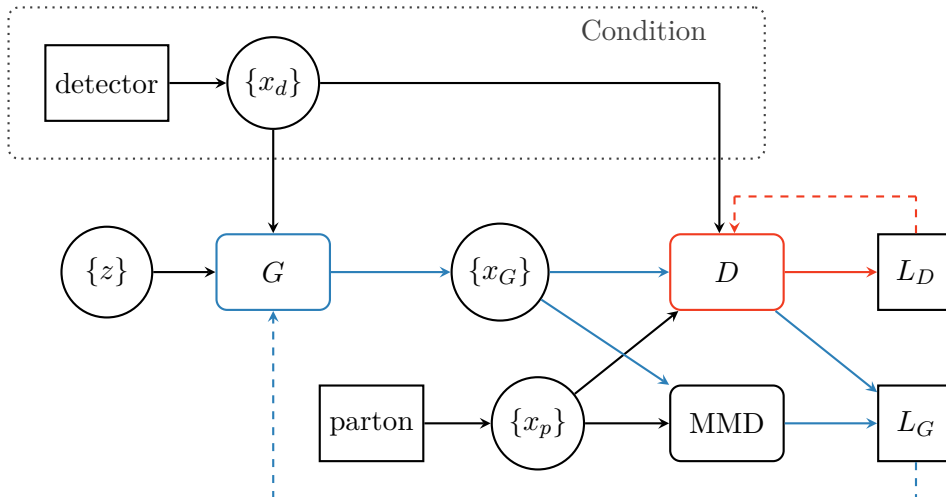 Condition
detector
{x_d}
{z}
G
{x_G}
D
L_D
parton
{x_p}
MMD
L_G